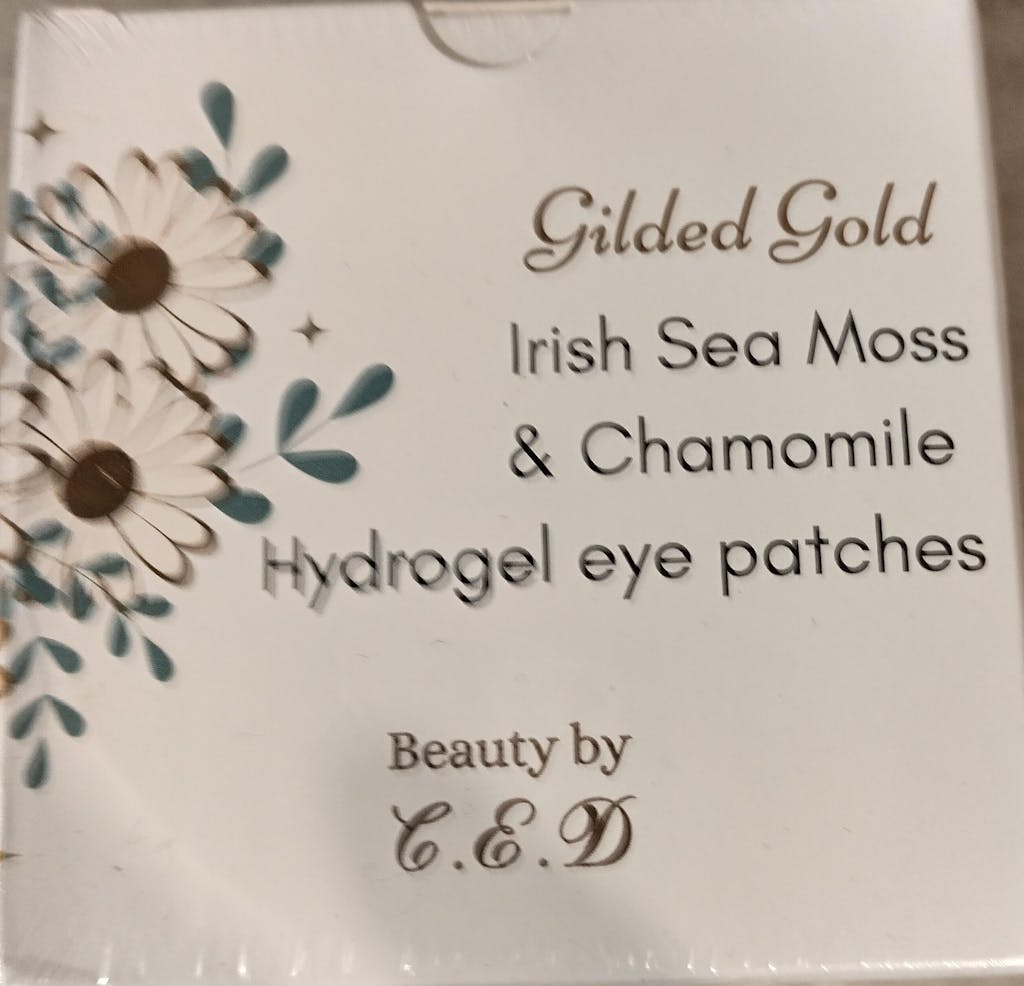 Gilded Gold
Irish Sea Moss
& Chamomile
Hydrogel eye patches
Beauty by
C.E.D